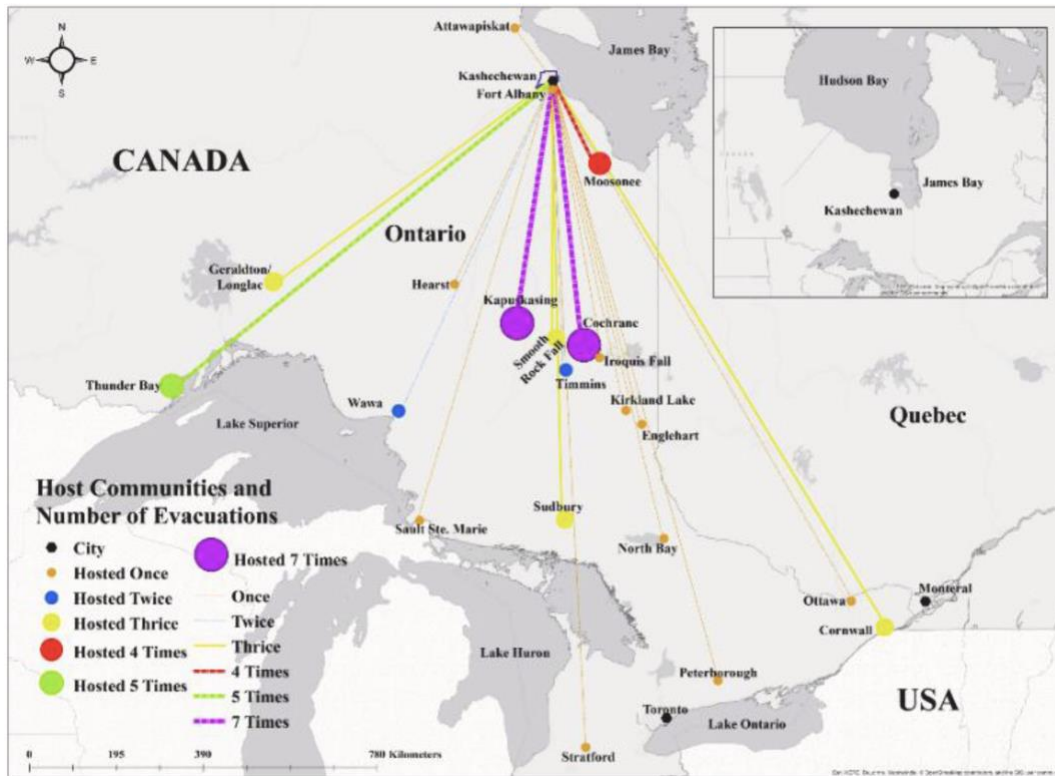 N
W E
S
Attawapiskat
James Bay
Kashechewan
Fort Albany
CANADA
Moosonee
Ontario
Geraldton/
Longlac
Hearst
Kapuskasing
Cochrane
Smooth
Rock Fall
Iroquis Fall
Thunder Bay
Timmins
Wawa
Kirkland Lake
Englehart
Quebec
Lake Superior
Sudbury
Sault Ste. Marie
North Bay
Ottawa
Monteral
Cornwall
Lake Huron
Peterborough
USA
Toronto
Lake Ontario
Stratford
Hudson Bay
James Bay
Kashechewan
Host Communities and
Number of Evacuations
City
Hosted Once
Hosted Twice
Hosted Thrice
Hosted 4 Times
Hosted 5 Times
Hosted 7 Times
Once
Twice
Thrice
4 Times
5 Times
7 Times
0 195 390 780 Kilometers